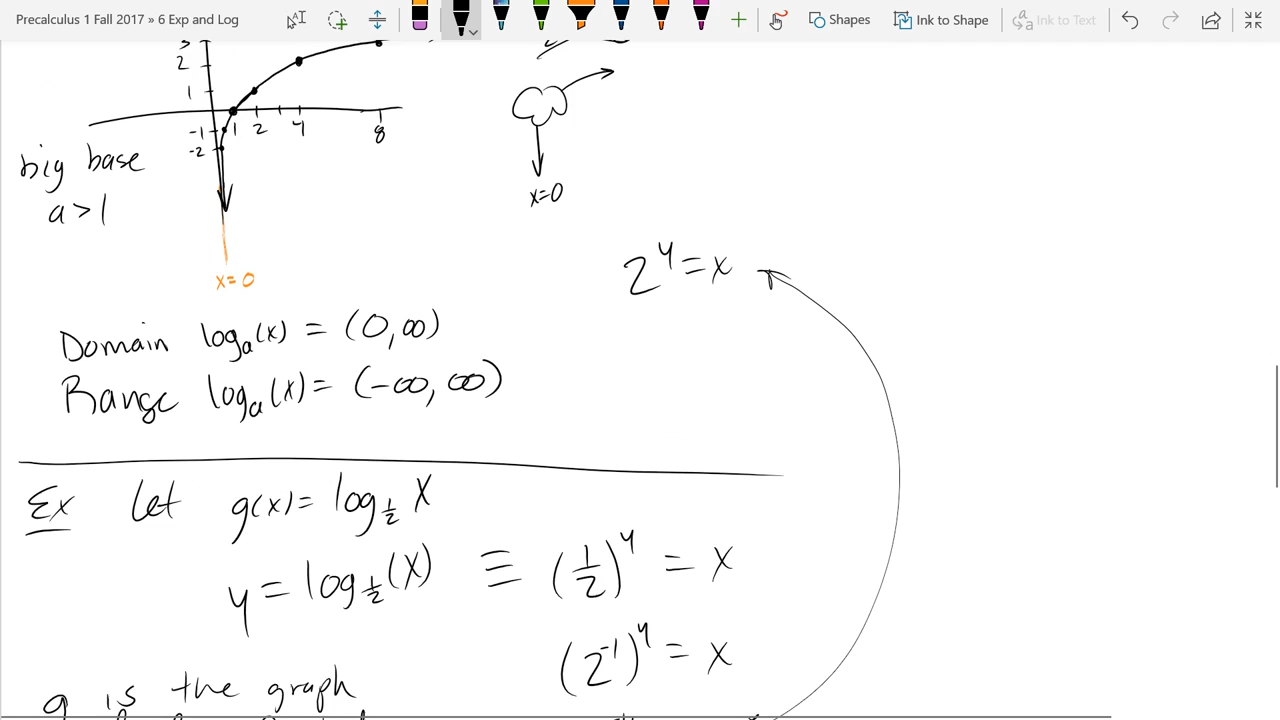 Precalculus 1 Fall 2017 » 6 Exp and Log
Shapes
Ink to Shape
Ink to Text
3
2
1
-1
-2
1 2 4 8
big base
a > 1
x=0
x=0
2^y = x
Domain log_a(x) = (0,∞)
Range log_a(x) = (-∞, ∞)
Ex Let g(x) = log_½ X
y = log_½(x) ≡ (1/2)^y = x
(2^-1)^y = x
g is the graph